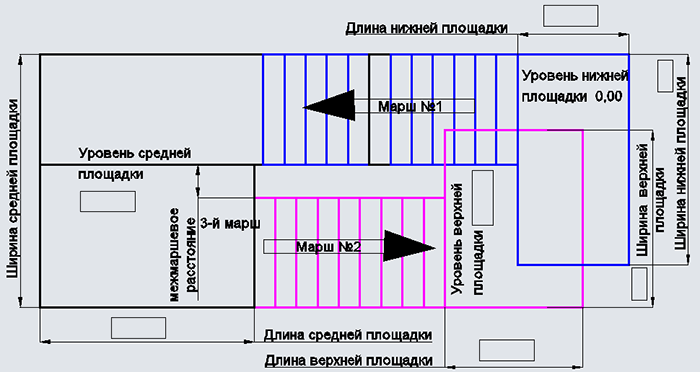 Длина нижней площадки
Уровень нижней
площадки 0,00
Марш №1
Ширина средней площадки
Уровень средней
площадки
3-й марш
межмаршевое
расстояние
Марш №2
Уровень верхней
площадки
Ширина верхней
площадки
Ширина нижней площадки
Длина средней площадки
Длина верхней площадки